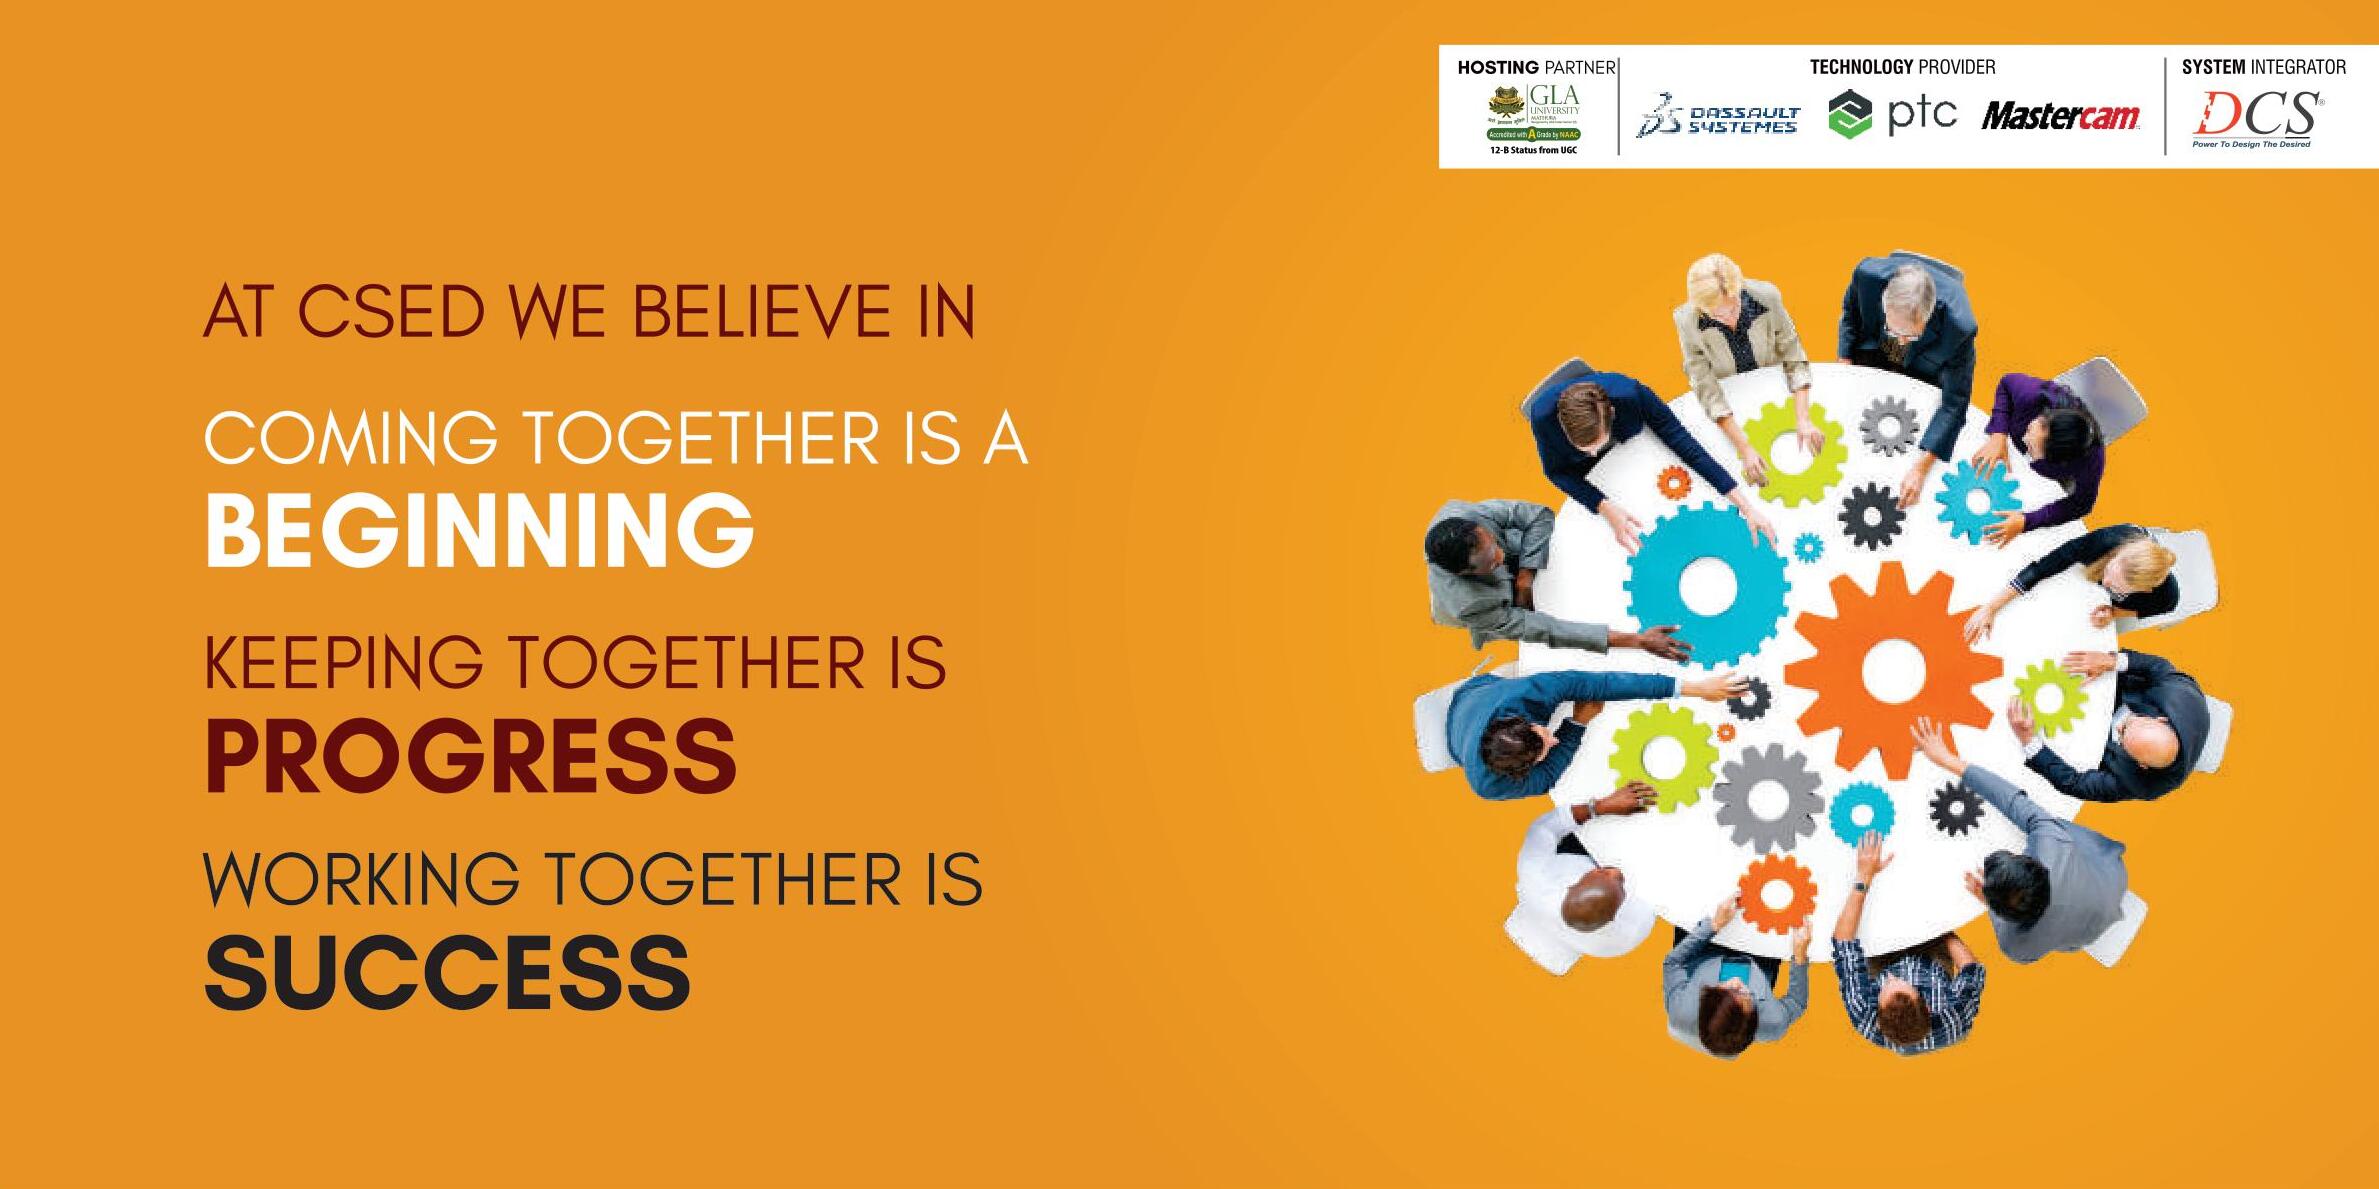 HOSTING PARTNER
GLA
UNIVERSITY
MATHURA
Accredited with A Grade by NAAC
12-B Status from UGC
TECHNOLOGY PROVIDER
DASSAULT
SYSTEMES
ptc
Mastercam
SYSTEM INTEGRATOR
DCS®
Power To Design The Desired
AT CSED WE BELIEVE IN
COMING TOGETHER IS A
BEGINNING
KEEPING TOGETHER IS
PROGRESS
WORKING TOGETHER IS
SUCCESS